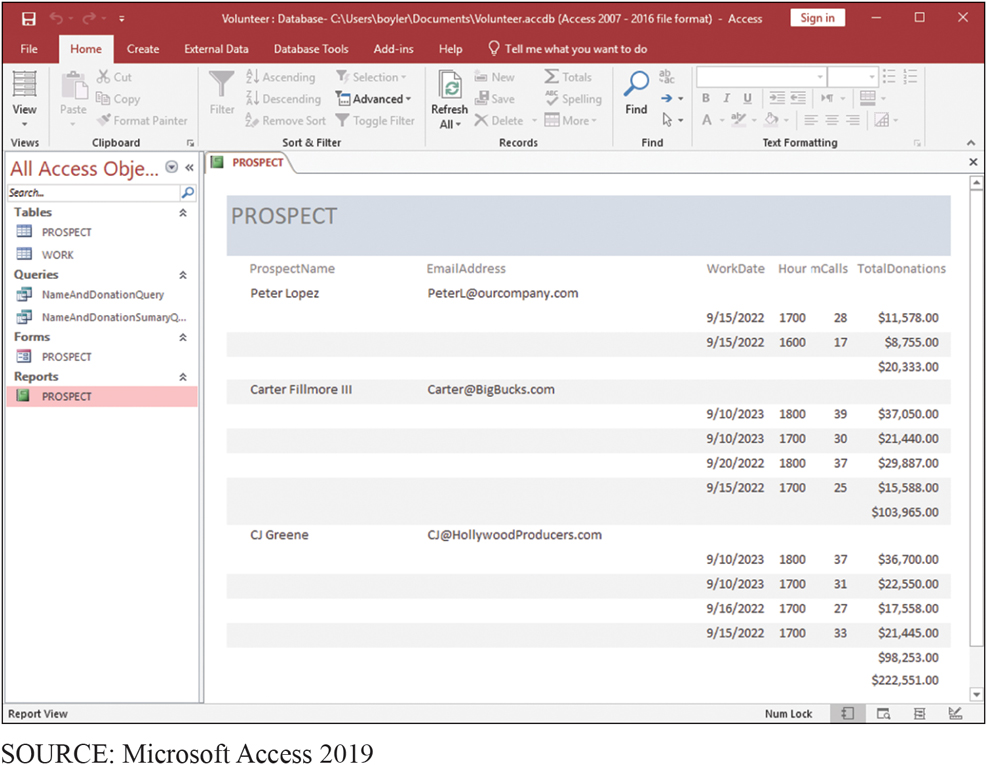 Volunteer : Database- C:\Users\boyler\Documents\Volunteer.accdb (Access 2007 - 2016 file format) - Access
Sign in
File Home Create External Data Database Tools Add-ins Help Tell me what you want to do
View
Views
Paste
Cut
Copy
Format Painter
Clipboard
Filter
Ascending
Descending
Remove Sort
Selection
Advanced
Toggle Filter
Sort & Filter
Refresh
All
New
Save
Delete
Totals
Spelling
More
Records
Find
ab
ac
Find
B I U
A
Text Formatting
All Access Obje...
Search...
Tables
PROSPECT
WORK
Queries
NameAndDonationQuery
NameAndDonationSumaryQ...
Forms
PROSPECT
Reports
PROSPECT
PROSPECT
PROSPECT
ProspectName EmailAddress WorkDate Hour mCalls TotalDonations
Peter Lopez PeterL@ourcompany.com
9/15/2022 1700 28 $11,578.00
9/15/2022 1600 17 $8,755.00
$20,333.00
Carter Fillmore III Carter@BigBucks.com
9/10/2023 1800 39 $37,050.00
9/10/2023 1700 30 $21,440.00
9/20/2022 1800 37 $29,887.00
9/15/2022 1700 25 $15,588.00
$103,965.00
CJ Greene CJ@HollywoodProducers.com
9/10/2023 1800 37 $36,700.00
9/10/2023 1700 31 $22,550.00
9/16/2022 1700 27 $17,558.00
9/15/2022 1700 33 $21,445.00
$98,253.00
$222,551.00
Report View
Num Lock
SOURCE: Microsoft Access 2019